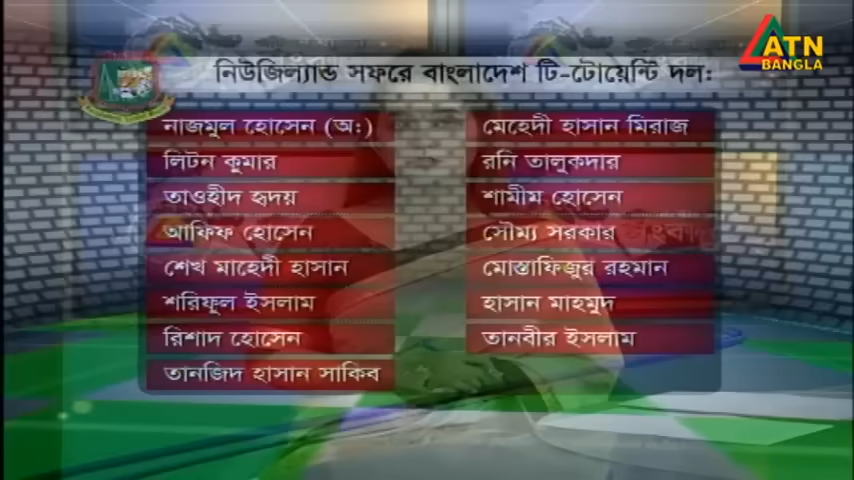 ATN
BANGLA
নিউজিল্যান্ড সফরে বাংলাদেশ টি-টোয়েন্টি দল:
নাজমুল হোসেন (অ:)
লিটন কুমার
তাওহীদ হৃদয়
আফিফ হোসেন
শেখ মাহেদী হাসান
শরিফুল ইসলাম
রিশাদ হোসেন
তানজিদ হাসান সাকিব
মেহেদী হাসান মিরাজ
রনি তালুকদার
শামীম হোসেন
সৌম্য সরকার
মোস্তাফিজুর রহমান
হাসান মাহমুদ
তানবীর ইসলাম